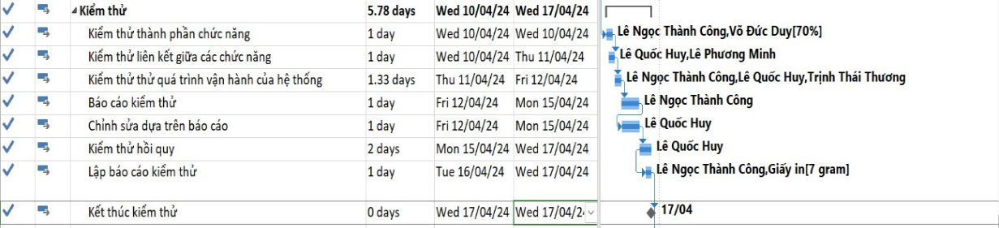 Kiểm thử 5.78 days Wed 10/04/24 Wed 17/04/24
Kiểm thử thành phần chức năng 1 day Wed 10/04/24 Wed 10/04/24 Lê Ngọc Thành Công,Võ Đức Duy[70%]
Kiểm thử liên kết giữa các chức năng 1 day Wed 10/04/24 Thu 11/04/24 Lê Quốc Huy,Lê Phương Minh
Kiểm thử thử quá trình vận hành của hệ thống 1.33 days Thu 11/04/24 Fri 12/04/24 Lê Ngọc Thành Công,Lê Quốc Huy,Trịnh Thái Thương
Báo cáo kiểm thử 1 day Fri 12/04/24 Mon 15/04/24 Lê Ngọc Thành Công
Chỉnh sửa dựa trên báo cáo 1 day Fri 12/04/24 Mon 15/04/24 Lê Quốc Huy
Kiểm thử hồi quy 2 days Mon 15/04/24 Wed 17/04/24 Lê Quốc Huy
Lập báo cáo kiểm thử 1 day Tue 16/04/24 Wed 17/04/24 Lê Ngọc Thành Công,Giấy in[7 gram]
Kết thúc kiểm thử 0 days Wed 17/04/24 Wed 17/04/24 17/04